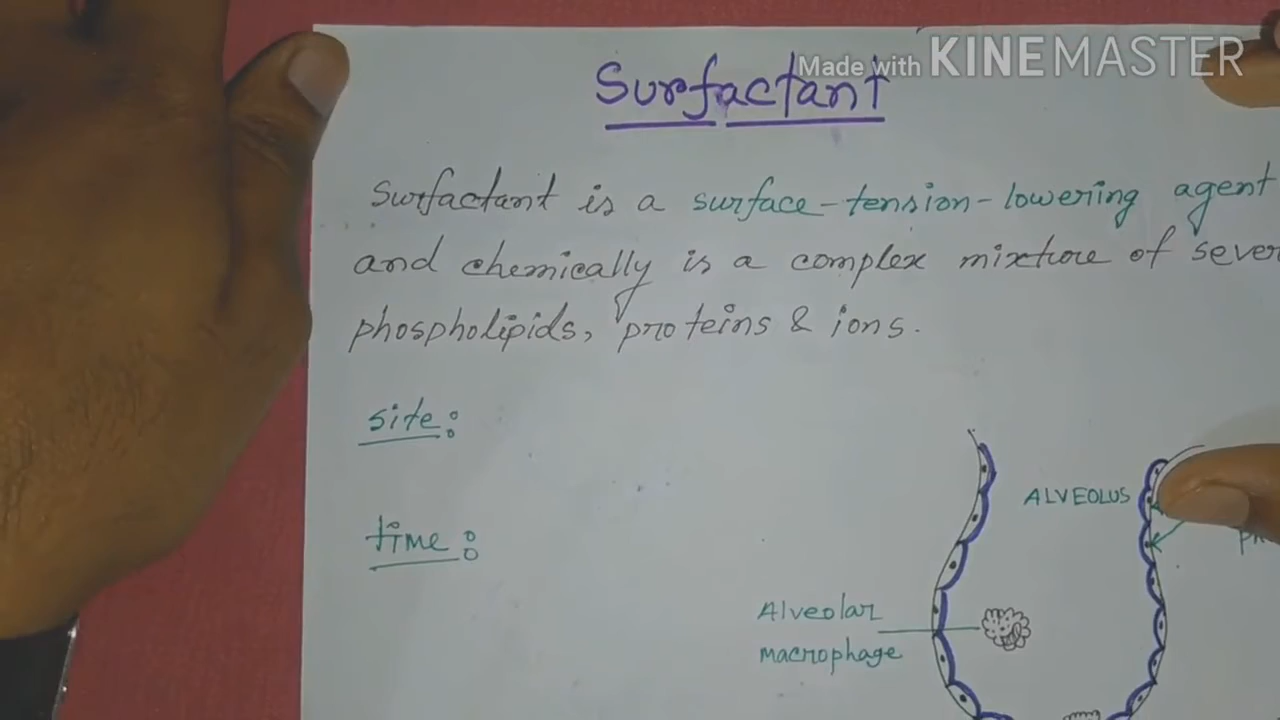 Surfactant
Made with KINEMASTER
Surfactant is a surface-tension-lowering agent
and chemically is a complex mixture of sever
phospholipids, proteins & ions.
site:
ALVEOLUS
time:
Alveolar
macrophage